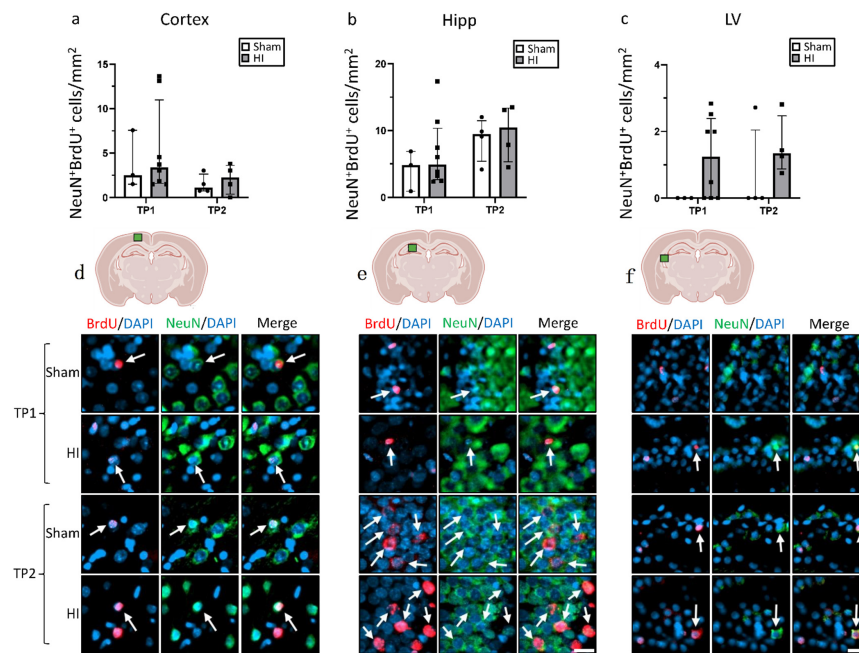 a Cortex
NeuN+BrdU+ cells/mm2
Sham
HI
15
10
5
0
TP1 TP2
b Hipp
NeuN+BrdU+ cells/mm2
Sham
HI
20
10
0
TP1 TP2
c LV
NeuN+BrdU+ cells/mm2
Sham
HI
4
2
0
TP1 TP2
d e f
BrdU/DAPI NeuN/DAPI Merge
BrdU/DAPI NeuN/DAPI Merge
BrdU/DAPI NeuN/DAPI Merge
TP1
Sham
HI
TP2
Sham
HI